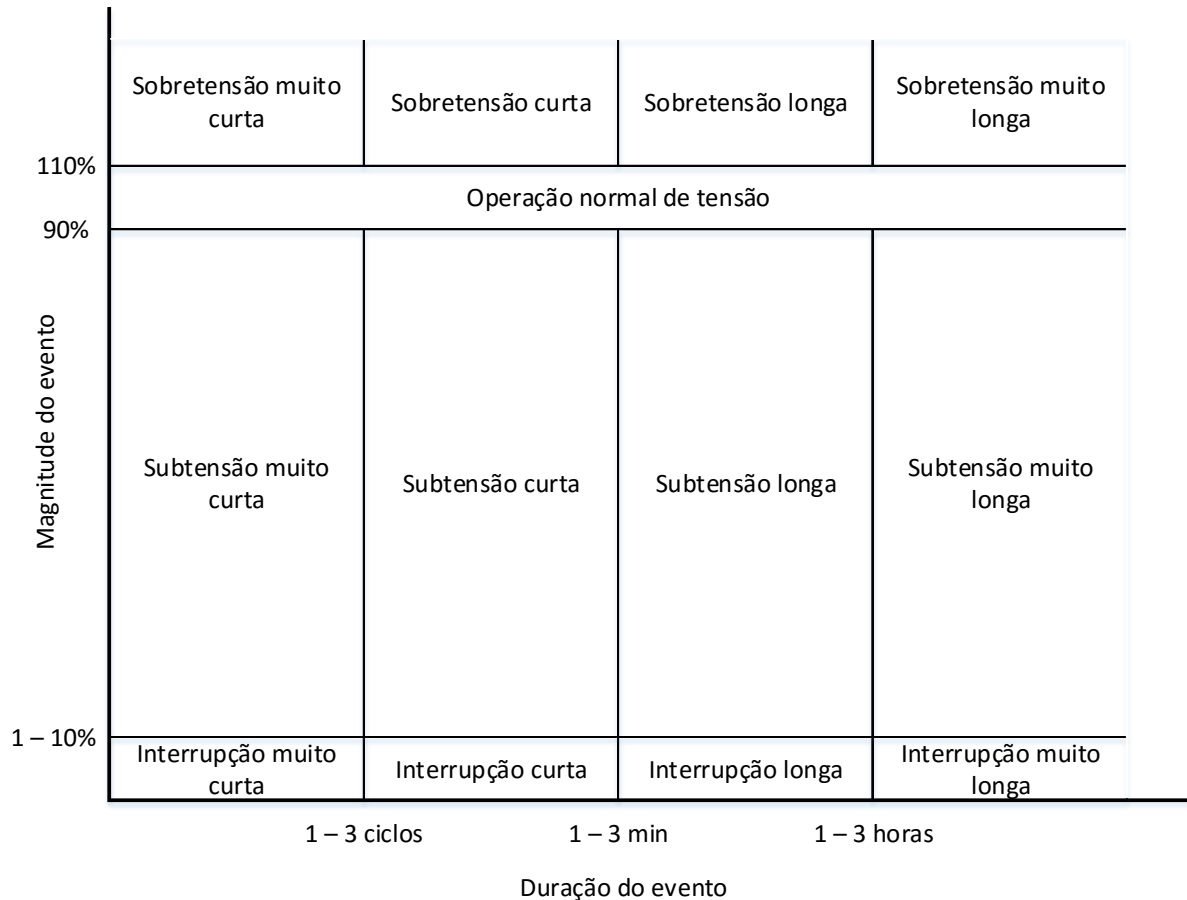 Sobretensão muito
curta
Sobretensão curta
Sobretensão longa
Sobretensão muito
longa
110%
Operação normal de tensão
90%
Magnitude do evento
Subtensão muito
curta
Subtensão curta
Subtensão longa
Subtensão muito
longa
1 – 10%
Interrupção muito
curta
Interrupção curta
Interrupção longa
Interrupção muito
longa
1 – 3 ciclos
1 – 3 min
1 – 3 horas
Duração do evento